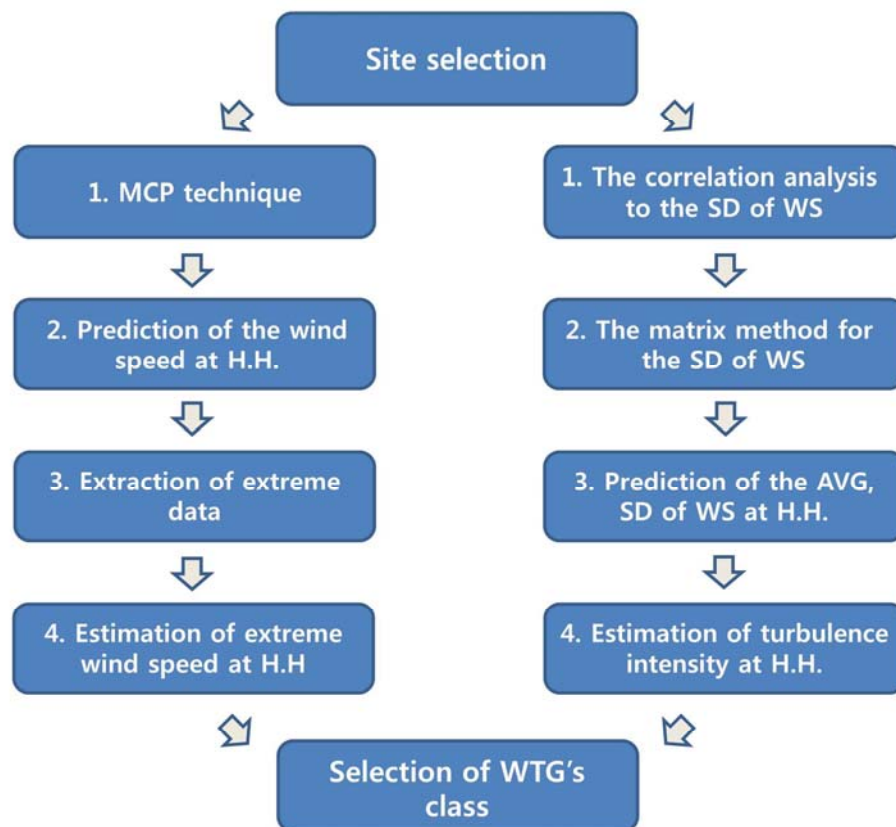 Site selection
1. MCP technique
2. Prediction of the wind
speed at H.H.
3. Extraction of extreme
data
4. Estimation of extreme
wind speed at H.H
1. The correlation analysis
to the SD of WS
2. The matrix method for
the SD of WS
3. Prediction of the AVG,
SD of WS at H.H.
4. Estimation of turbulence
intensity at H.H.
Selection of WTG's
class